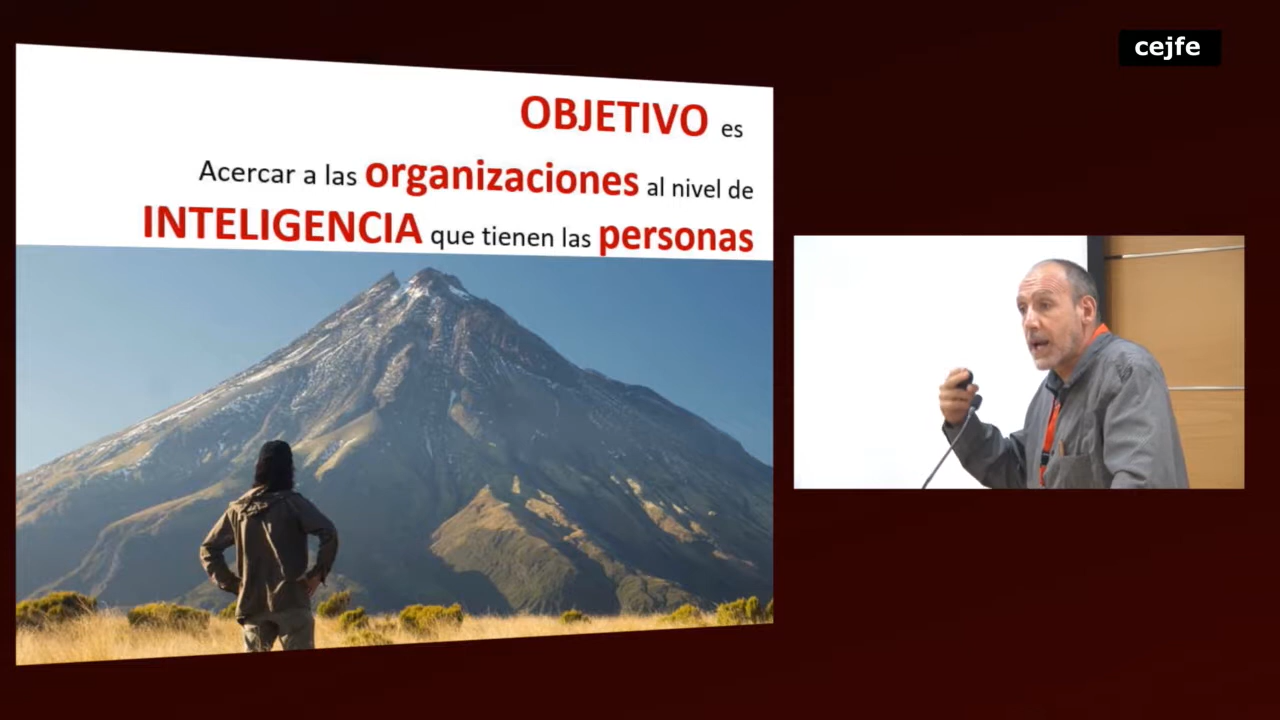 cejfe
OBJETIVO es
Acercar a las organizaciones al nivel de
INTELIGENCIA que tienen las personas